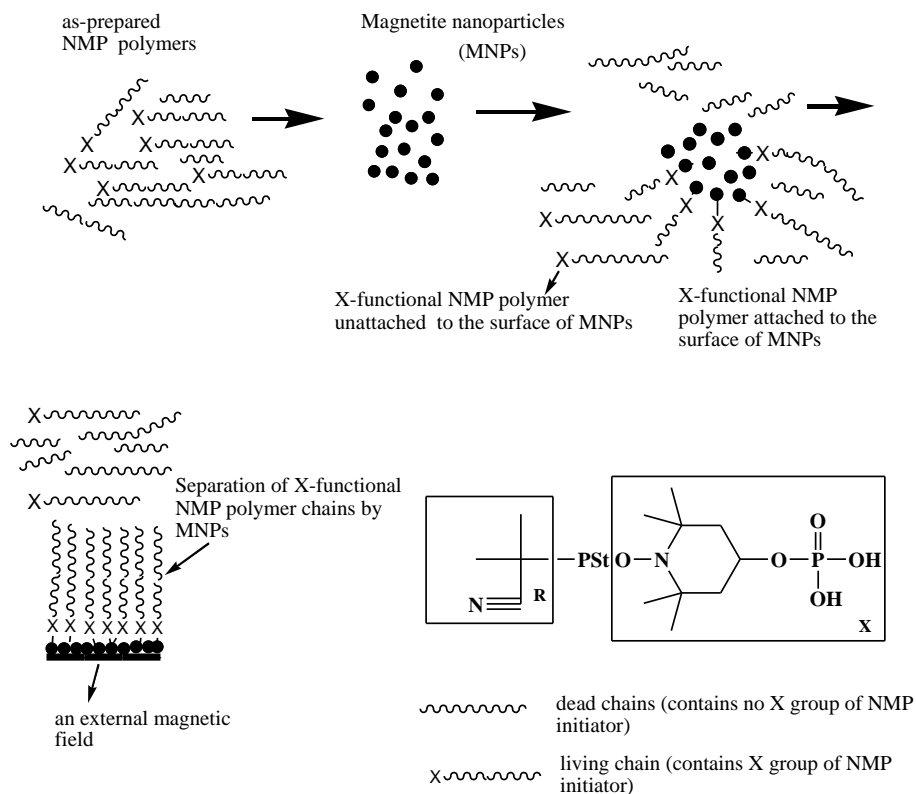 as-prepared
NMP polymers
Magnetite nanoparticles
(MNPs)
X
X
X
X
X
X
X
X
X
X
X
X
X
X-functional NMP polymer
unattached to the surface of MNPs
X-functional NMP
polymer attached to the
surface of MNPs
X
X
Separation of X-functional
NMP polymer chains by
MNPs
X X X X X X X
an external magnetic
field
N
R
PSt
O
N
O
O
P
OH
OH
X
dead chains (contains no X group of NMP
initiator)
X
living chain (contains X group of NMP
initiator)